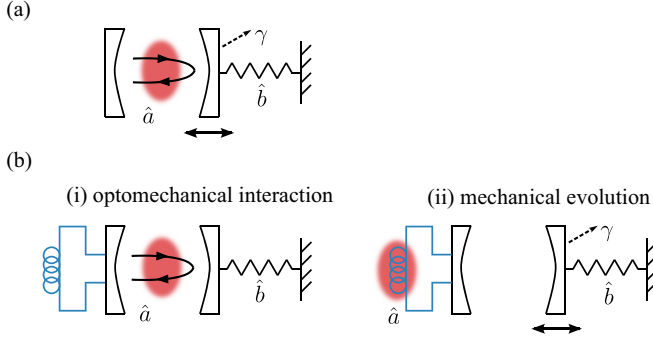 (a)
γ
b̂
â
(b)
(i) optomechanical interaction
(ii) mechanical evolution
γ
â
b̂
â
b̂